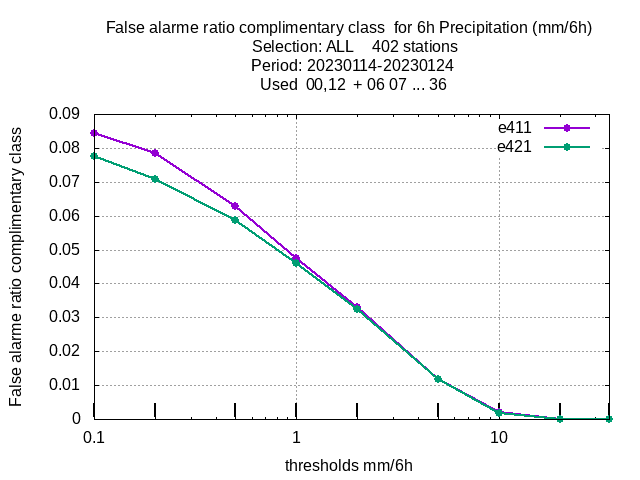 False alarme ratio complimentary class  for 6h Precipitation (mm/6h)
Selection: ALL    402 stations
Period: 20230114-20230124
Used  00,12  + 06 07 ... 36
e411
e421
False alarme ratio complimentary class
0.09
0.08
0.07
0.06
0.05
0.04
0.03
0.02
0.01
0
0.1
1
10
thresholds mm/6h